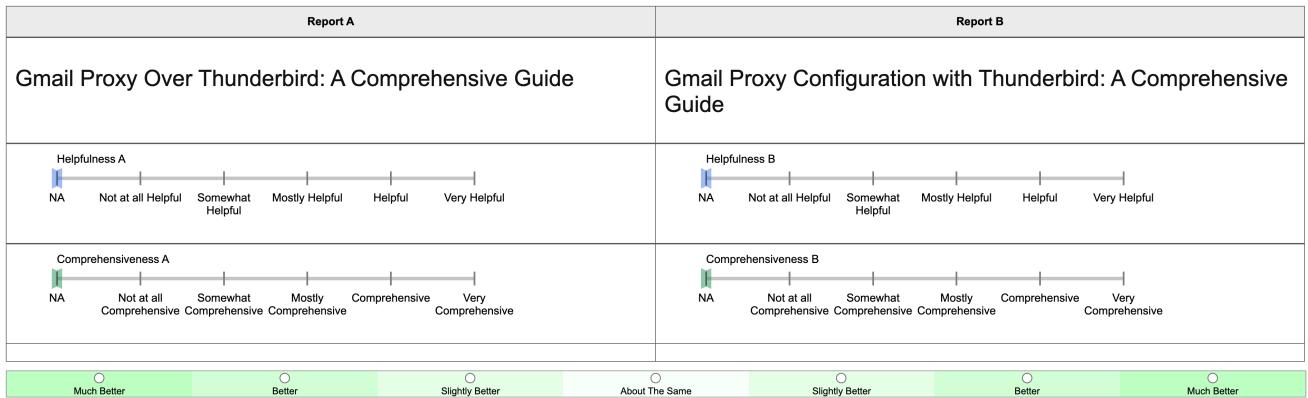 Report A
Report B
Gmail Proxy Over Thunderbird: A Comprehensive Guide
Gmail Proxy Configuration with Thunderbird: A Comprehensive
Guide
Helpfulness A
NA
Not at all Helpful
Somewhat
Helpful
Mostly Helpful
Helpful
Very Helpful
Helpfulness B
NA
Not at all Helpful
Somewhat
Helpful
Mostly Helpful
Helpful
Very Helpful
Comprehensiveness A
NA
Not at all
Comprehensive
Somewhat
Comprehensive
Mostly
Comprehensive
Comprehensive
Very
Comprehensive
Comprehensiveness B
NA
Not at all
Comprehensive
Somewhat
Comprehensive
Mostly
Comprehensive
Comprehensive
Very
Comprehensive
Much Better
Better
Slightly Better
About The Same
Slightly Better
Better
Much Better